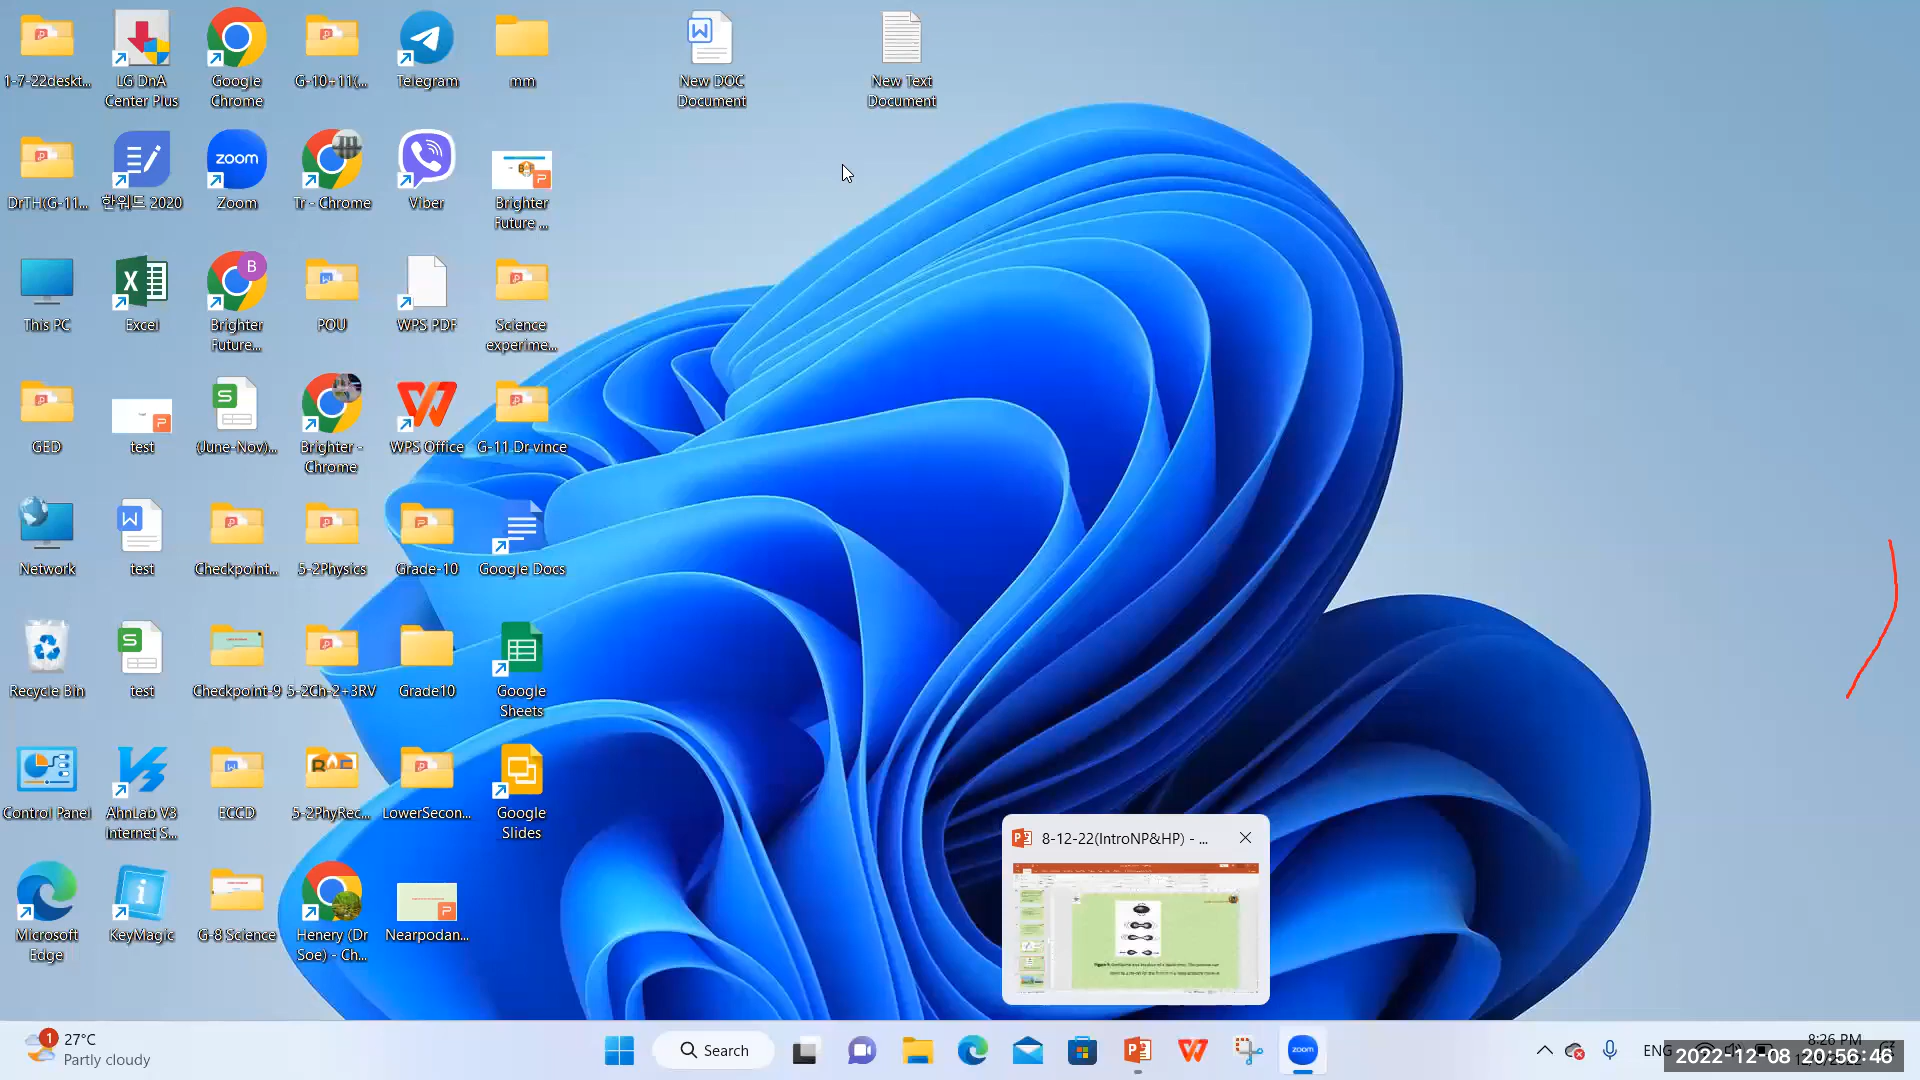 1-7-22deskt...
LG DnA
Center Plus
Google
Chrome
G-10+11(...
Telegram
mm
New DOC
Document
New Text
Document
DrTH(G-11...
한워드 2020
zoom
Zoom
Tr - Chrome
Viber
Brighter
Future ...
This PC
Excel
B
Brighter
Future...
POU
WPS PDF
Science
experime...
GED
test
(June-Nov)...
Brighter -
Chrome
WPS Office
G-11 Dr vince
Network
test
Checkpoint...
5-2Physics
Grade-10
Google Docs
Recycle Bin
test
Checkpoint-9
5-2Ch-2+3RV
Grade10
Google
Sheets
Control Panel
AhnLab V3
Internet S...
ECCD
5-2PhyRec...
LowerSecon...
Google
Slides
Microsoft
Edge
KeyMagic
G-8 Science
Henery (Dr
Soe) - Ch...
Nearpodan...
8-12-22(IntroNP&HP) - ...
1
27°C
Partly cloudy
Search
zoom
ENG
8:26 PM
2022-12-08 20:56:46